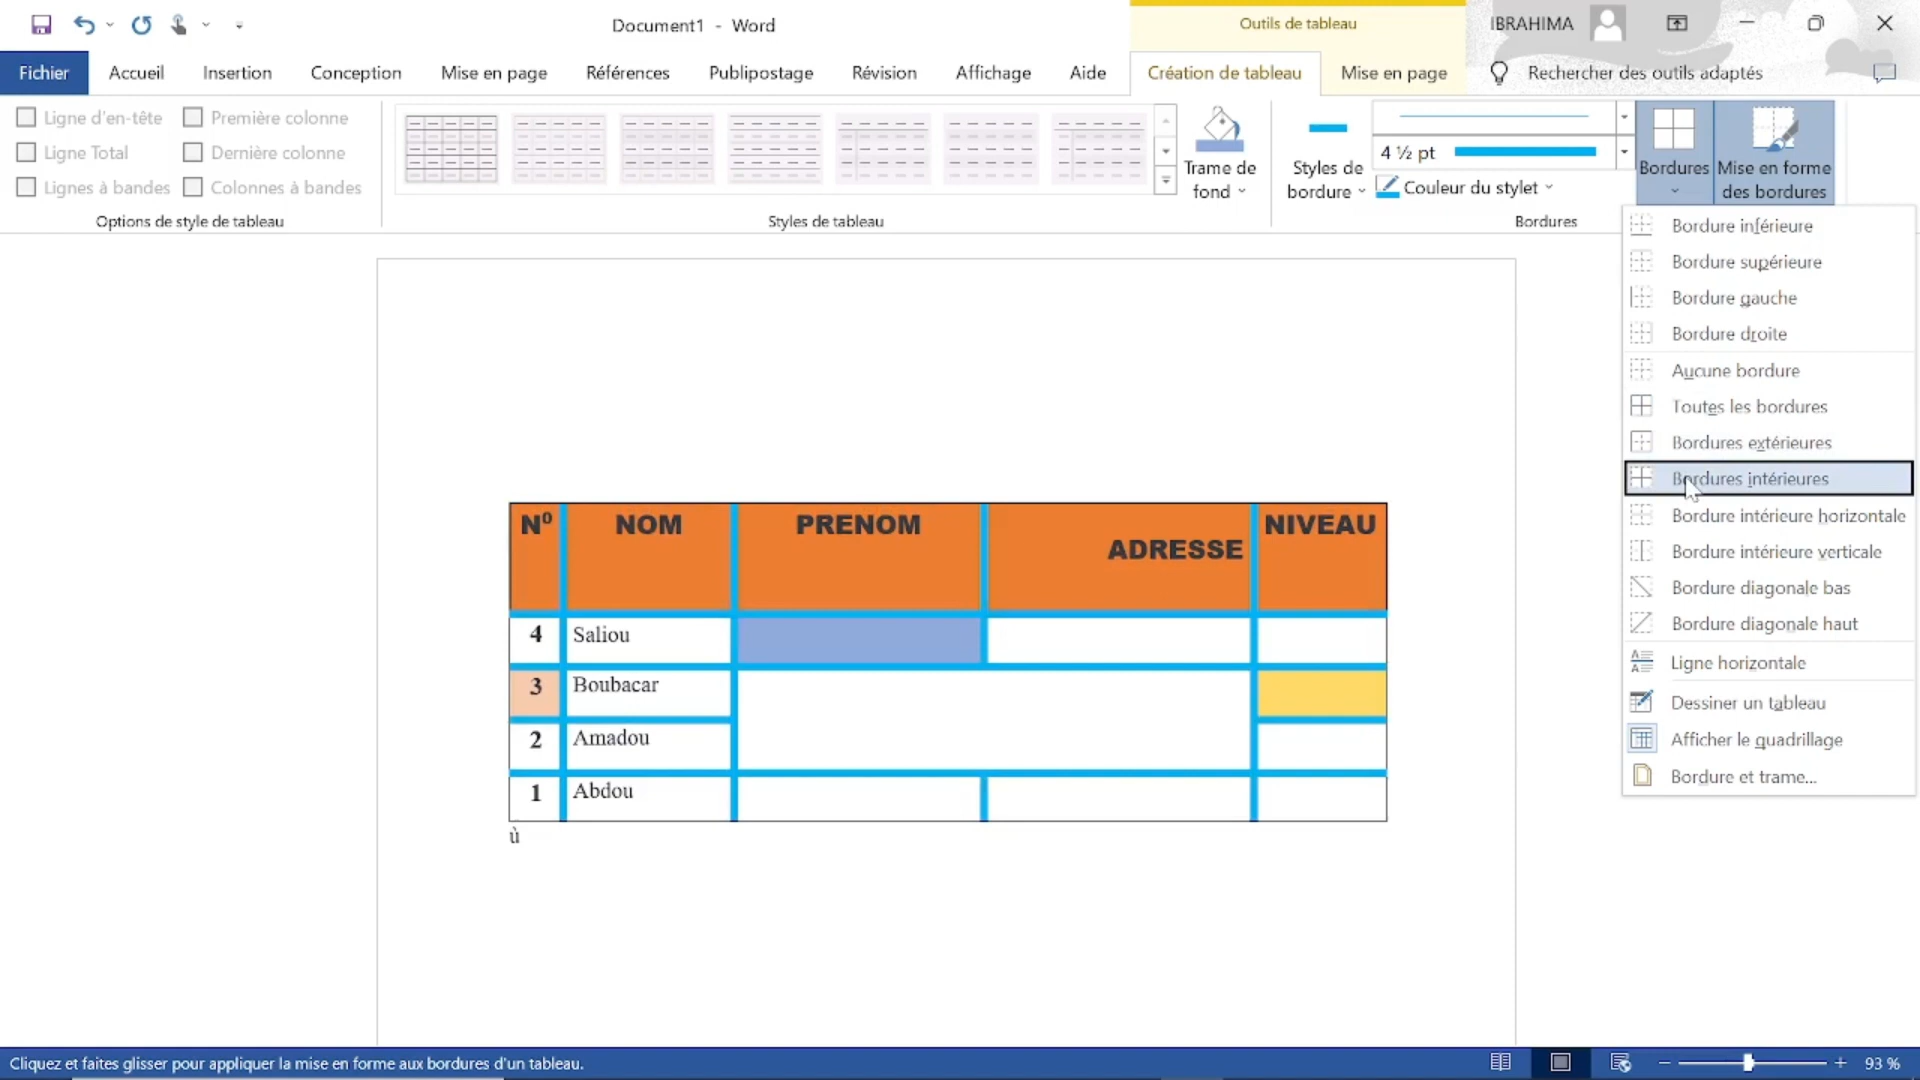 Document1 - Word
Outils de tableau
IBRAHIMA
Fichier
Accueil
Insertion
Conception
Mise en page
Références
Publipostage
Révision
Affichage
Aide
Création de tableau
Mise en page
Rechercher des outils adaptés
Ligne d'en-tête
Première colonne
Ligne Total
Dernière colonne
Lignes à bandes
Colonnes à bandes
Options de style de tableau
Styles de tableau
Trame de
fond
Styles de
bordure
4 ½ pt
Couleur du stylet
Bordures
Bordures
Mise en forme
des bordures
Bordure inférieure
Bordure supérieure
Bordure gauche
Bordure droite
Aucune bordure
Toutes les bordures
Bordures extérieures
Bordures intérieures
Bordure intérieure horizontale
Bordure intérieure verticale
Bordure diagonale bas
Bordure diagonale haut
Ligne horizontale
Dessiner un tableau
Afficher le quadrillage
Bordure et trame...
N⁰ NOM PRENOM ADRESSE NIVEAU
4 Saliou
3 Boubacar
2 Amadou
1 Abdou
ù
Cliquez et faites glisser pour appliquer la mise en forme aux bordures d'un tableau.
93 %